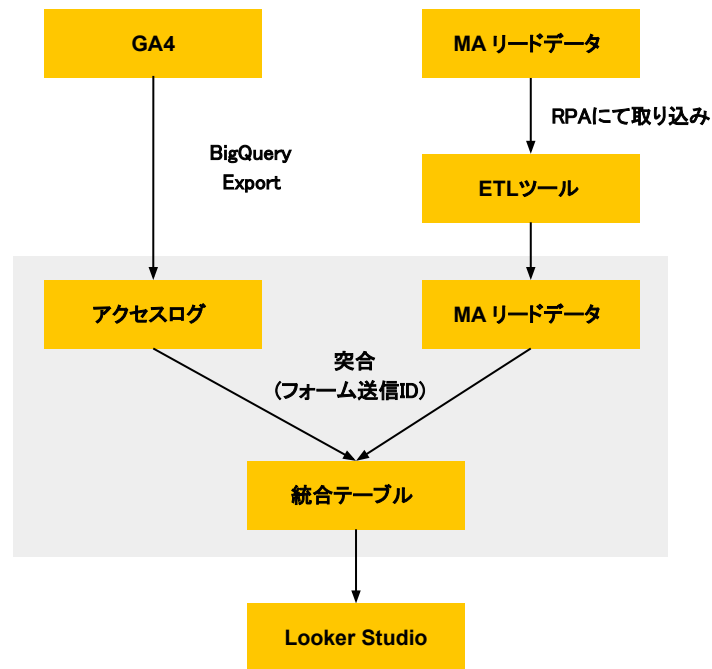 GA4
MA リードデータ
RPAにて取り込み
BigQuery
Export
ETLツール
アクセスログ
MA リードデータ
突合
(フォーム送信ID)
統合テーブル
Looker Studio